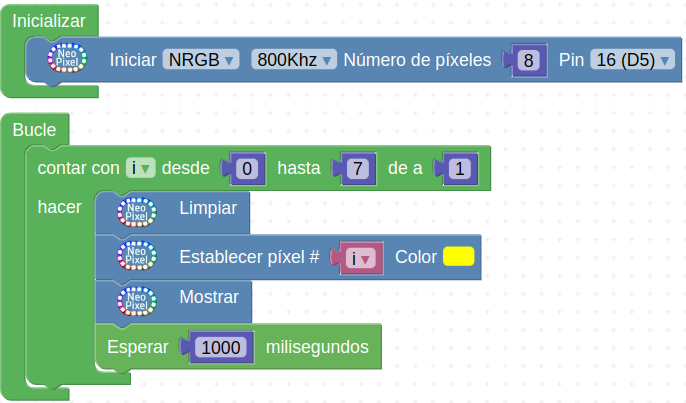 Inicializar
Neo Pixel Iniciar NRGB ▾ 800Khz ▾ Número de píxeles 8 Pin 16 (D5) ▾
Bucle
contar con i ▾ desde 0 hasta 7 de a 1
hacer
Neo Pixel Limpiar
Neo Pixel Establecer píxel # i ▾ Color
Neo Pixel Mostrar
Esperar 1000 milisegundos